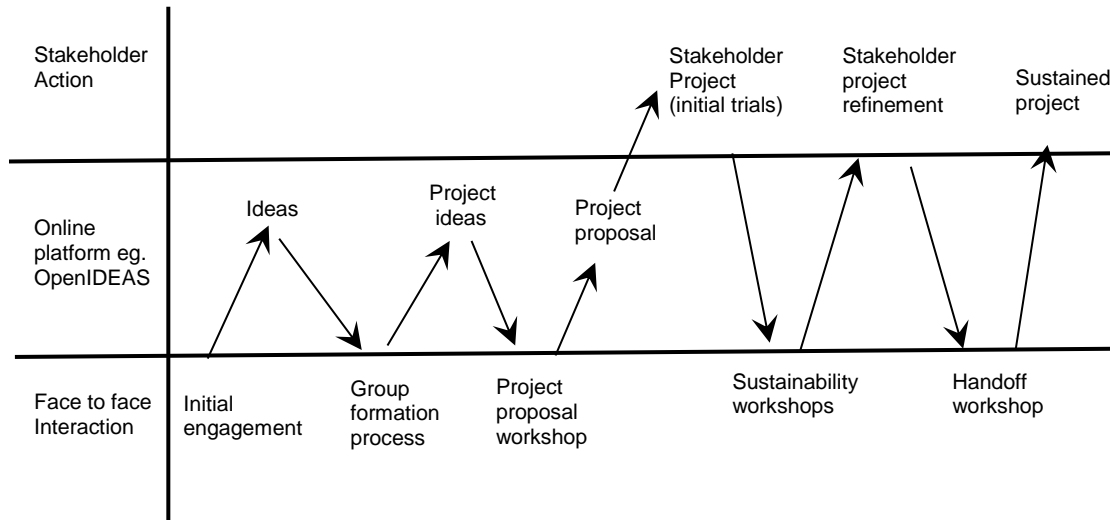 Stakeholder
Action
Stakeholder
Project
(initial trials)
Stakeholder
project
refinement
Sustained
project
Online
platform eg.
OpenIDEAS
Ideas
Project
ideas
Project
proposal
Face to face
Interaction
Initial
engagement
Group
formation
process
Project
proposal
workshop
Sustainability
workshops
Handoff
workshop